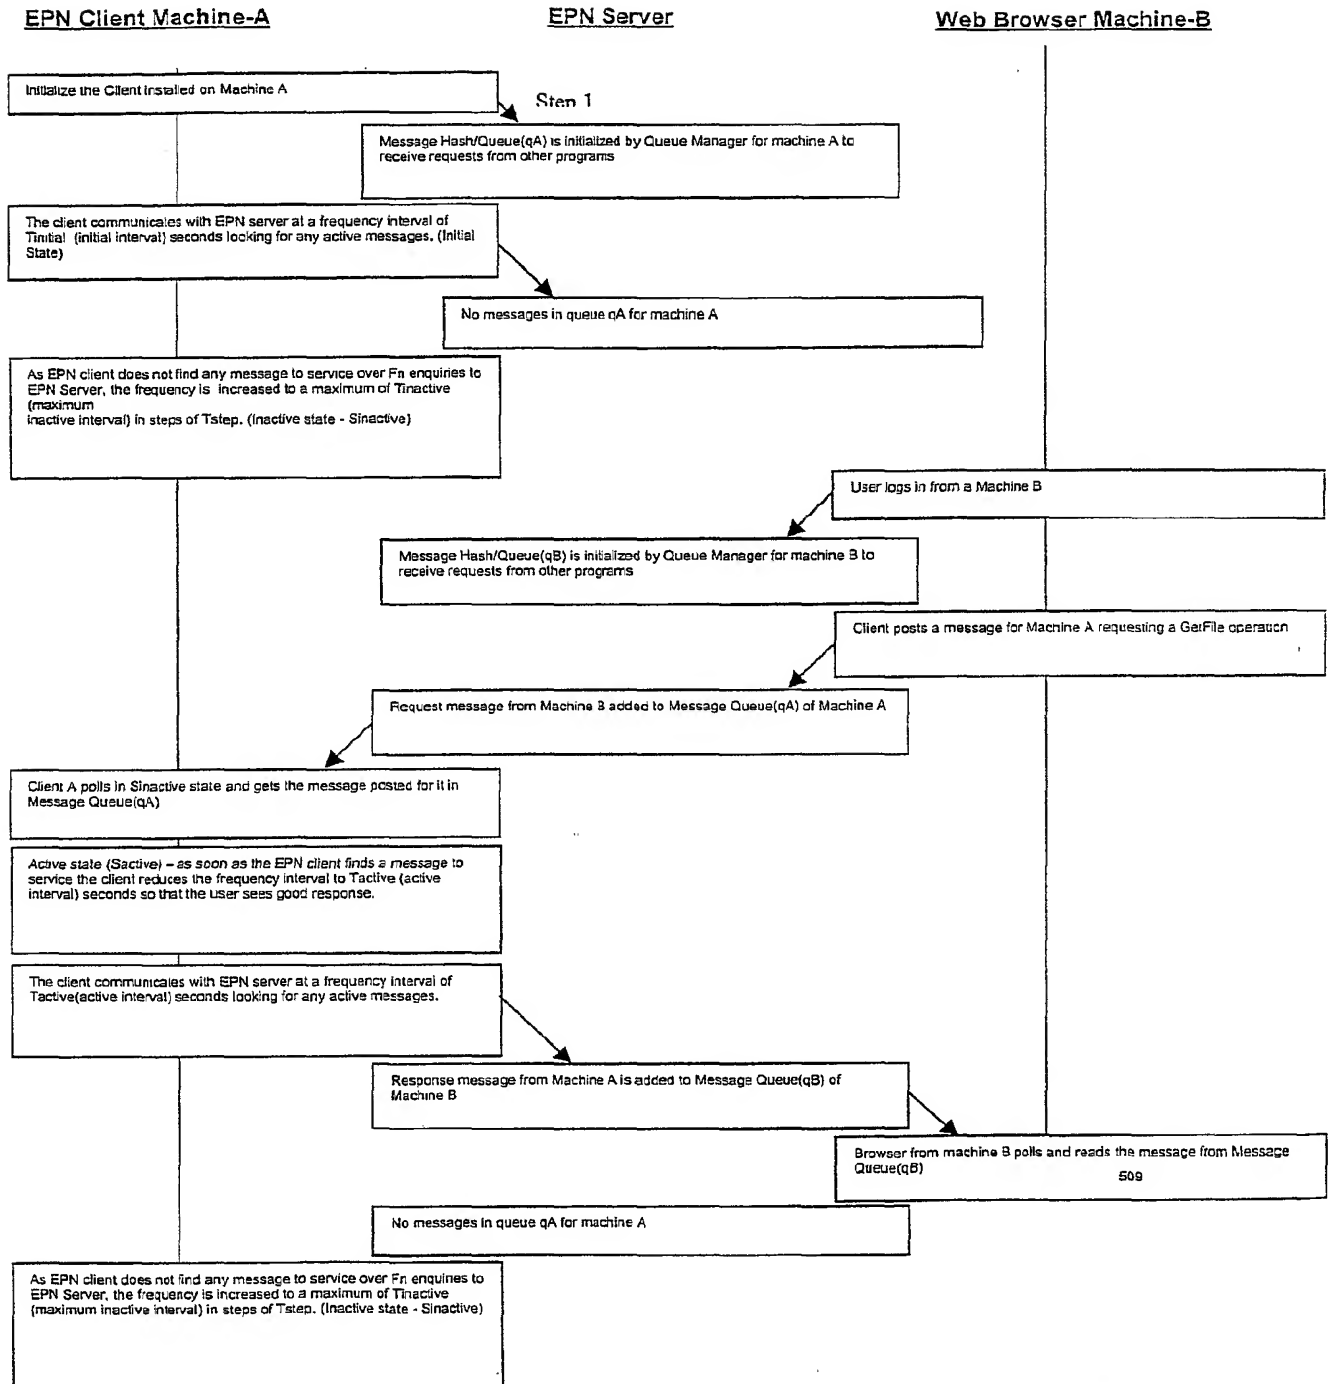 EPN Client Machine-A
EPN Server
Web Browser Machine-B
Initialize the Client installed on Machine A
Step 1
Message Hash/Queue(qA) is initialized by Queue Manager for machine A to
receive requests from other programs
The client communicates with EPN server at a frequency interval of
Tinitial (initial interval) seconds looking for any active messages. (Initial
State)
No messages in queue qA for machine A
As EPN client does not find any message to service over Fn enquiries to
EPN Server, the frequency is increased to a maximum of Tinactive
(maximum
inactive interval) in steps of Tstep. (Inactive state - Sinactive)
User logs in from a Machine B
Message Hash/Queue(qB) is initialized by Queue Manager for machine B to
receive requests from other programs
Client posts a message for Machine A requesting a GetFile operation
Request message from Machine B added to Message Queue(qA) of Machine A
Client A polls in Sinactive state and gets the message posted for it in
Message Queue(qA)
Active state (Sactive) – as soon as the EPN client finds a message to
service the client reduces the frequency interval to Tactive (active
interval) seconds so that the user sees good response.
The client communicates with EPN server at a frequency interval of
Tactive(active interval) seconds looking for any active messages.
Response message from Machine A is added to Message Queue(qB) of
Machine B
Browser from machine B polls and reads the message from Message
Queue(qB)
509
No messages in queue qA for machine A
As EPN client does not find any message to service over Fn enquiries to
EPN Server, the frequency is increased to a maximum of Tinactive
(maximum inactive interval) in steps of Tstep. (Inactive state - Sinactive)